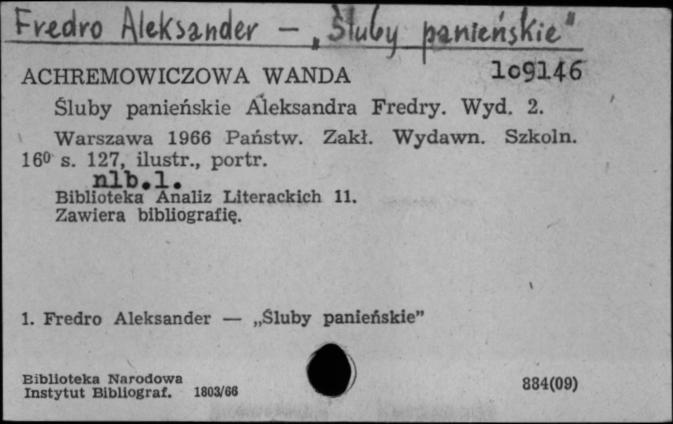 Fredro Aleksander – „Śluby panieńskie"
ACHREMOWICZOWA WANDA 109146
Śluby panieńskie Aleksandra Fredry. Wyd. 2.
Warszawa 1966 Państw. Zakł. Wydawn. Szkoln.
16⁰ s. 127, ilustr., portr.
nlb.1.
Biblioteka Analiz Literackich 11.
Zawiera bibliografię.
1. Fredro Aleksander — „Śluby panieńskie”
Biblioteka Narodowa
Instytut Bibliograf. 1803/66 884(09)